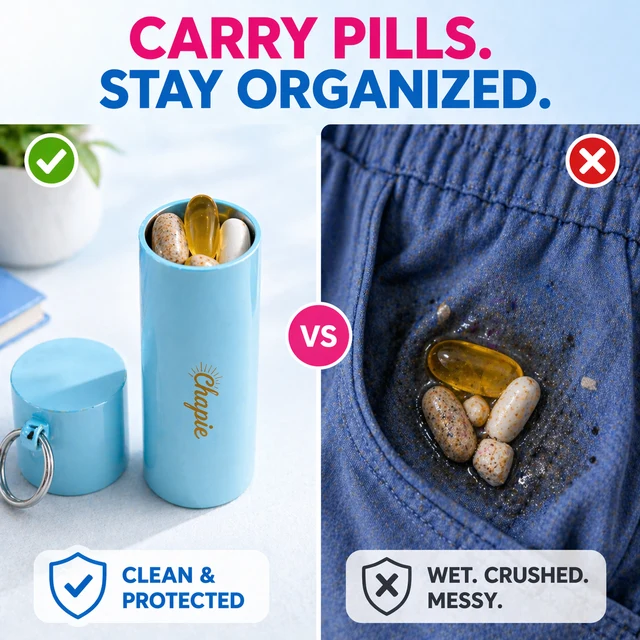 CARRY PILLS.
STAY ORGANIZED.
VS
Chapie
CLEAN &
PROTECTED
WET. CRUSHED.
MESSY.